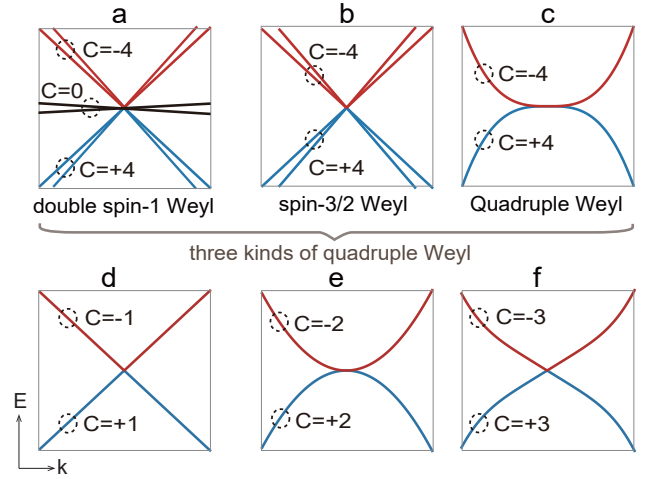 a
b
c
C=-4
C=-4
C=-4
C=0
C=+4
C=+4
C=+4
double spin-1 Weyl
spin-3/2 Weyl
Quadruple Weyl
three kinds of quadruple Weyl
d
e
f
C=-1
C=-2
C=-3
C=+1
C=+2
C=+3
E
k